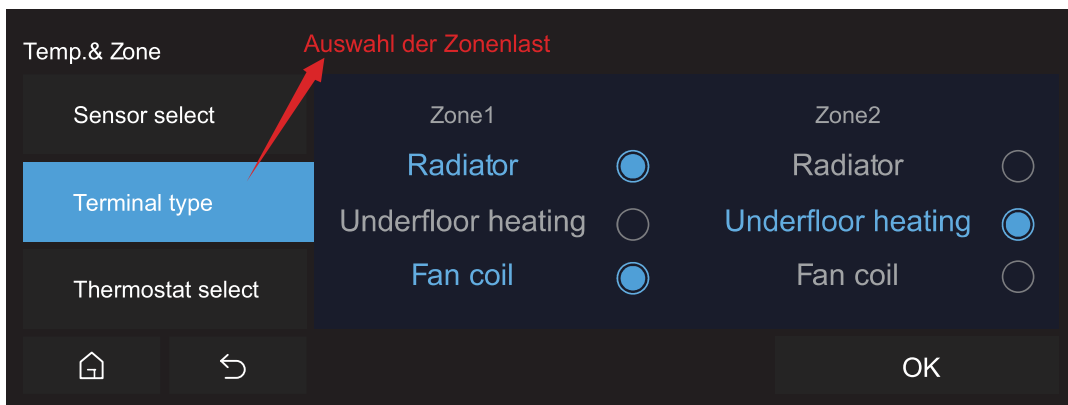 Temp.& Zone
Auswahl der Zonenlast
Sensor select
Terminal type
Thermostat select
Zone1
Radiator
Underfloor heating
Fan coil
Zone2
Radiator
Underfloor heating
Fan coil
OK